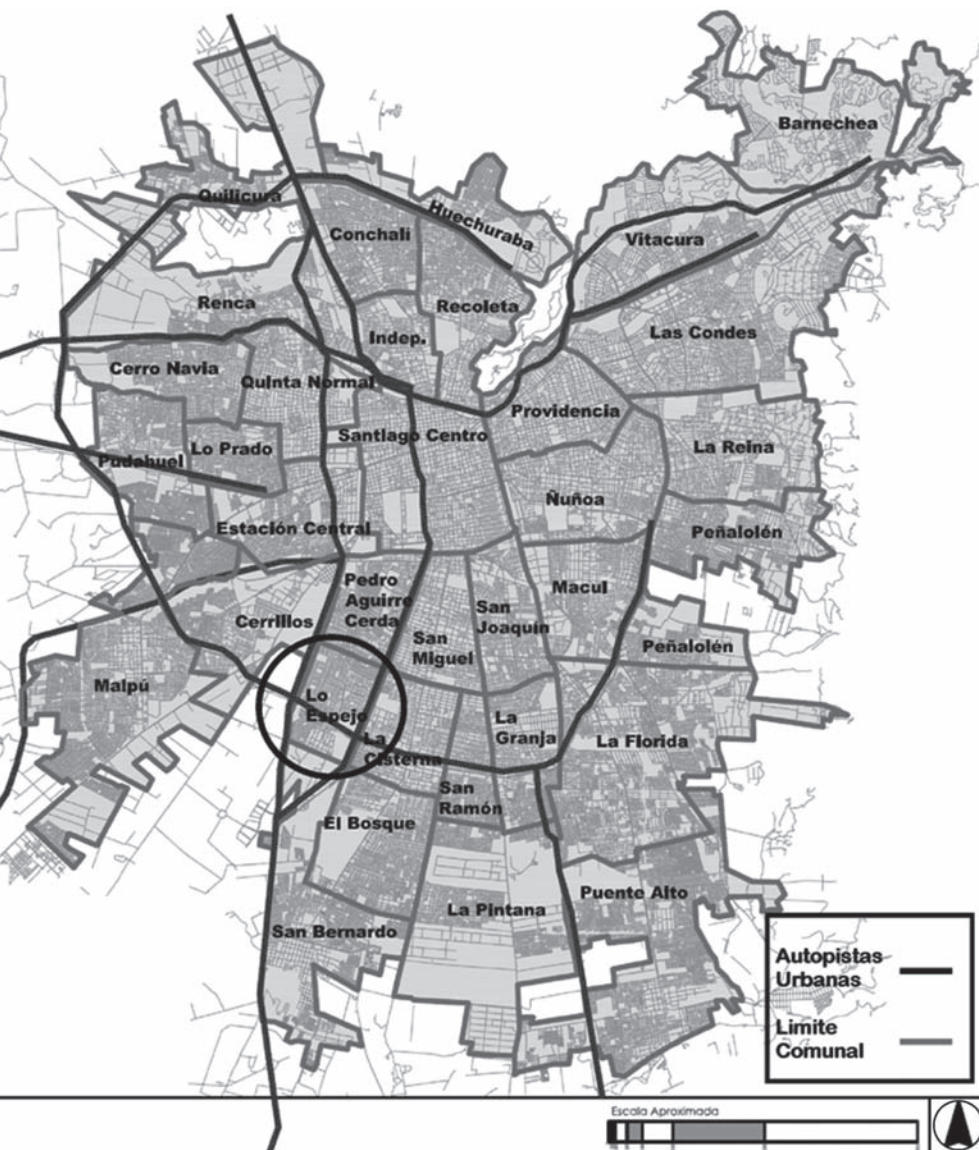 Barnechea
Quilicura
Huechuraba
Conchalí
Vitacura
Renca
Recoleta
Las Condes
Indep.
Cerro Navia
Quinta Normal
Providencia
Santiago Centro
La Reina
Lo Prado
Pudahuel
Ñuñoa
Estación Central
Peñalolén
Pedro
Aguirre
Cerda
Macul
San
Joaquín
Cerrillos
San
Miguel
Peñalolén
Maipú
Lo
Espejo
La
Granja
La Florida
La
Cisterna
San
Ramón
El Bosque
Puente Alto
La Pintana
San Bernardo
Autopistas
Urbanas
Limite
Comunal
Escala Aproximada